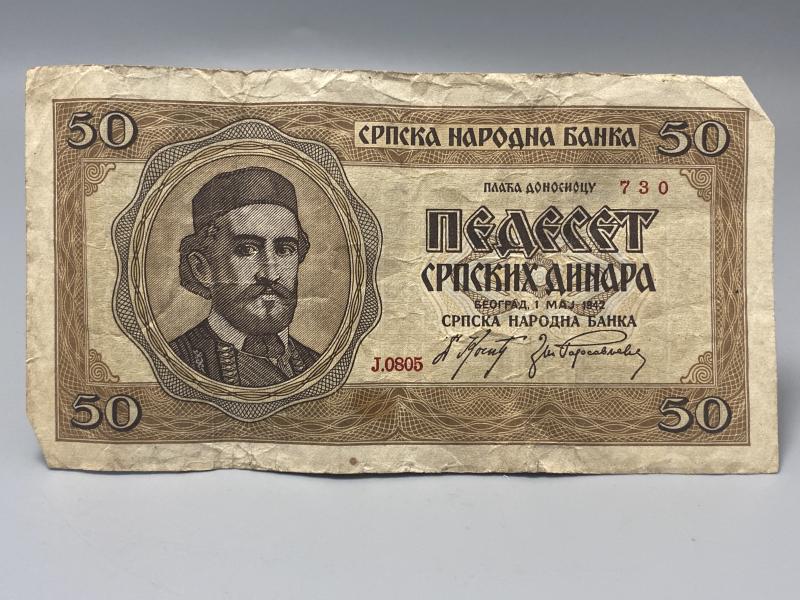 50
СРПСКА НАРОДНА БАНКА
50
ПЛАЋА ДОНОСИОЦУ 730
ПЕДЕСЕТ
СРПСКИХ ДИНАРА
БЕОГРАД, 1 МАЈ 1942
СРПСКА НАРОДНА БАНКА
J.0805
50
50